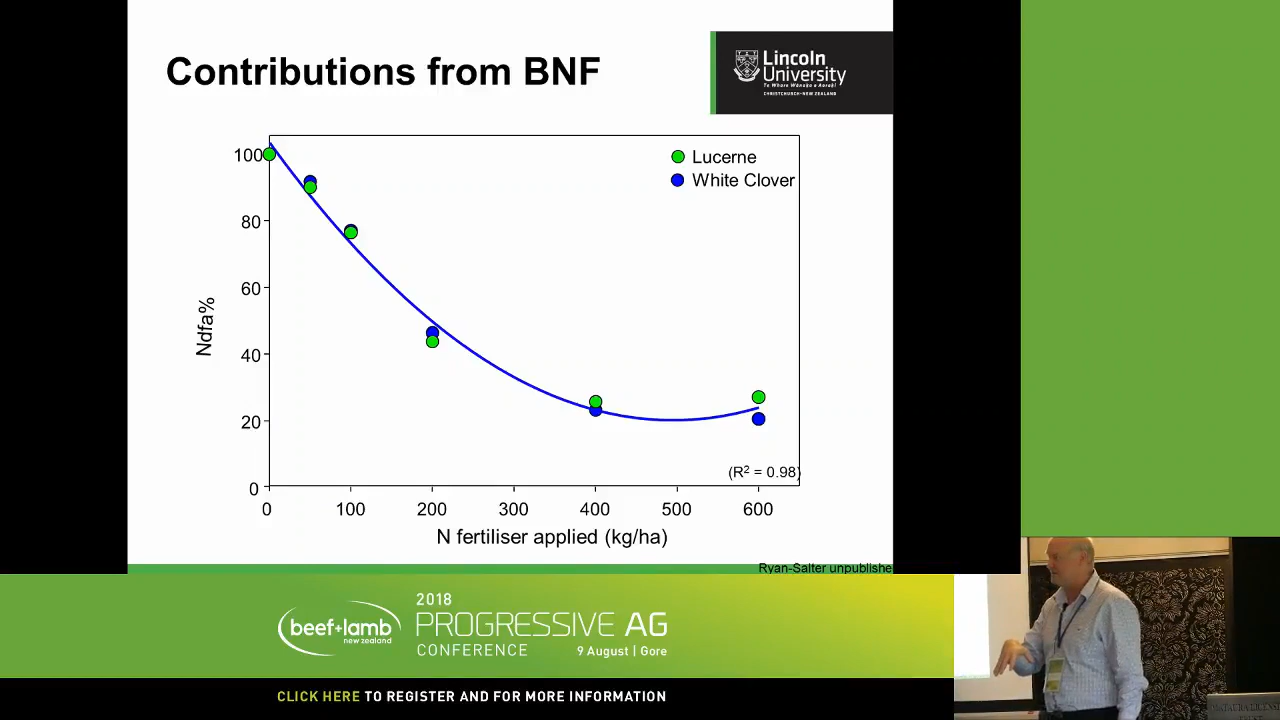 Contributions from BNF
Lincoln
University
Te Whare Wānaka o Aoraki
CHRISTCHURCH•NEW ZEALAND
Lucerne
White Clover
100
80
60
40
20
0
Ndfa%
(R² = 0.98)
0 100 200 300 400 500 600
N fertiliser applied (kg/ha)
Ryan-Salter unpublishe
beef+lamb
new zealand
2018
PROGRESSIVE AG
CONFERENCE
9 August | Gore
CLICK HERE TO REGISTER AND FOR MORE INFORMATION